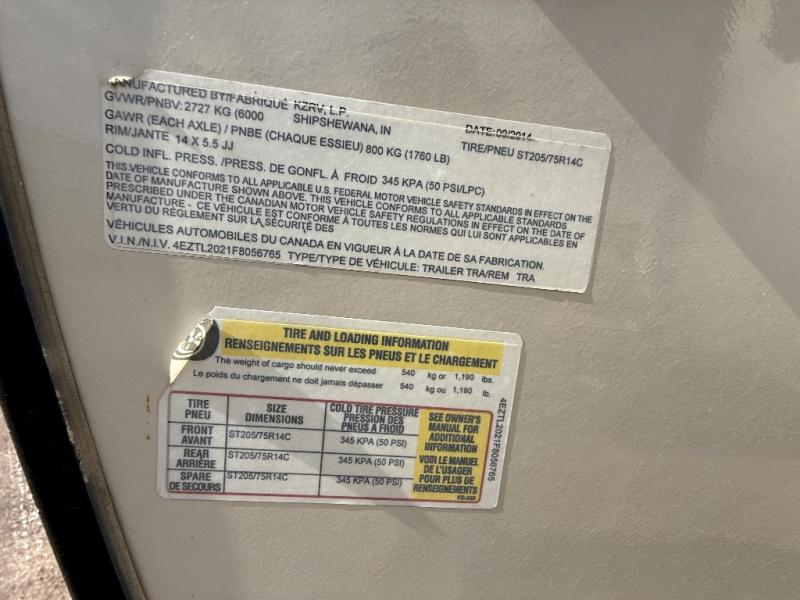 MANUFACTURED BY/FABRIQUÉ KZRV, L.P.
SHIPSHEWANA, IN
DATE: 09/2014
GVWR/PNBV: 2727 KG (6000
GAWR (EACH AXLE) / PNBE (CHAQUE ESSIEU) 800 KG (1760 LB)
TIRE/PNEU ST205/75R14C
RIM/JANTE 14 X 5.5 JJ
COLD INFL. PRESS. /PRESS. DE GONFL. À FROID 345 KPA (50 PSI/LPC)
THIS VEHICLE CONFORMS TO ALL APPLICABLE U.S. FEDERAL MOTOR VEHICLE SAFETY STANDARDS IN EFFECT ON THE
DATE OF MANUFACTURE SHOWN ABOVE. THIS VEHICLE CONFORMS TO ALL APPLICABLE STANDARDS
PRESCRIBED UNDER THE CANADIAN MOTOR VEHICLE SAFETY REGULATIONS IN EFFECT ON THE DATE OF
MANUFACTURE - CE VÉHICULE EST CONFORME À TOUTES LES NORMES QUI LUI SONT APPLICABLES EN
VERTU DU RÉGLEMENT SUR LA SÉCURITÉ DES
VÉHICULES AUTOMOBILES DU CANADA EN VIGUEUR À LA DATE DE SA FABRICATION.
V.I.N./N.I.V. 4EZTL2021F8056765 TYPE/TYPE DE VÉHICULE: TRAILER TRA/REM TRA
TIRE AND LOADING INFORMATION
RENSEIGNEMENTS SUR LES PNEUS ET LE CHARGEMENT
The weight of cargo should never exceed 540 kg or 1,190 lbs.
Le poids du chargement ne doit jamais dépasser 540 kg ou 1,190 lb.
TIRE
PNEU
SIZE
DIMENSIONS
COLD TIRE PRESSURE
PRESSION DES
PNEUS A FROID
FRONT
AVANT
ST205/75R14C
345 KPA (50 PSI)
REAR
ARRIÈRE
ST205/75R14C
345 KPA (50 PSI)
SPARE
DE SECOURS
ST205/75R14C
345 KPA (50 PSI)
SEE OWNER'S
MANUAL FOR
ADDITIONAL
INFORMATION
VOIR LE MANUEL
DE L'USAGER
POUR PLUS DE
RENSEIGNEMENTS
4EZTL2021F8056765